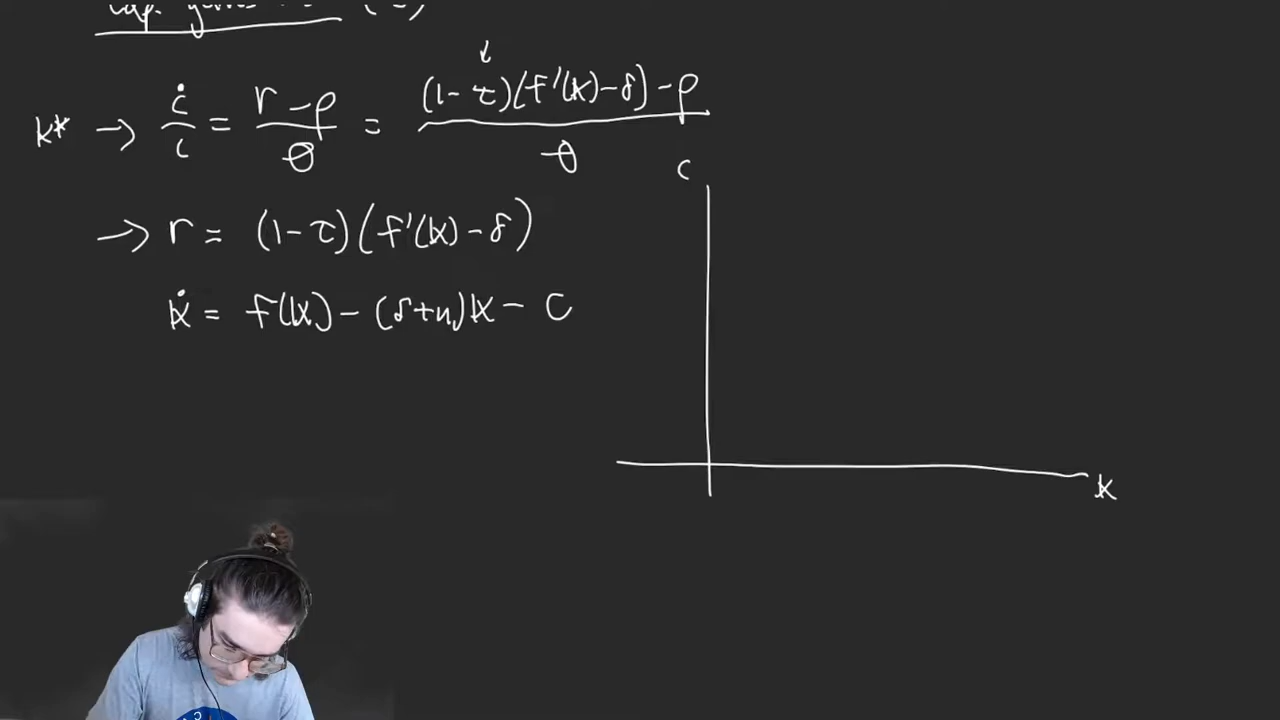 k* → ċ/c = (r - ρ)/θ = ((1 - τ)(f'(k) - δ) - ρ)/θ
→ r = (1 - τ)(f'(k) - δ)
k̇ = f(k) - (δ + n)k - c
c
k